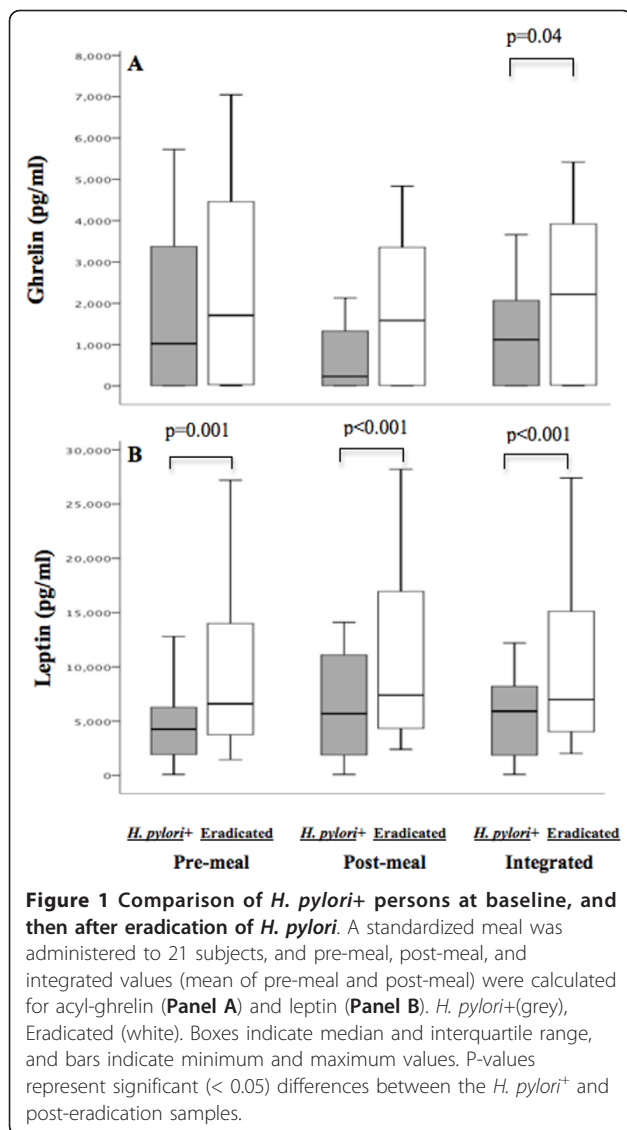 p=0.04
A
8,000
7,000
6,000
5,000
4,000
3,000
2,000
1,000
0
Ghrelin (pg/ml)
p=0.001
p<0.001
p<0.001
B
30,000
25,000
20,000
15,000
10,000
5,000
0
Leptin (pg/ml)
H. pylori+ Eradicated H. pylori+ Eradicated H. pylori+ Eradicated
Pre-meal Post-meal Integrated
Figure 1 Comparison of H. pylori+ persons at baseline, and
then after eradication of H. pylori. A standardized meal was
administered to 21 subjects, and pre-meal, post-meal, and
integrated values (mean of pre-meal and post-meal) were calculated
for acyl-ghrelin (Panel A) and leptin (Panel B). H. pylori+(grey),
Eradicated (white). Boxes indicate median and interquartile range,
and bars indicate minimum and maximum values. P-values
represent significant (< 0.05) differences between the H. pylori⁺ and
post-eradication samples.